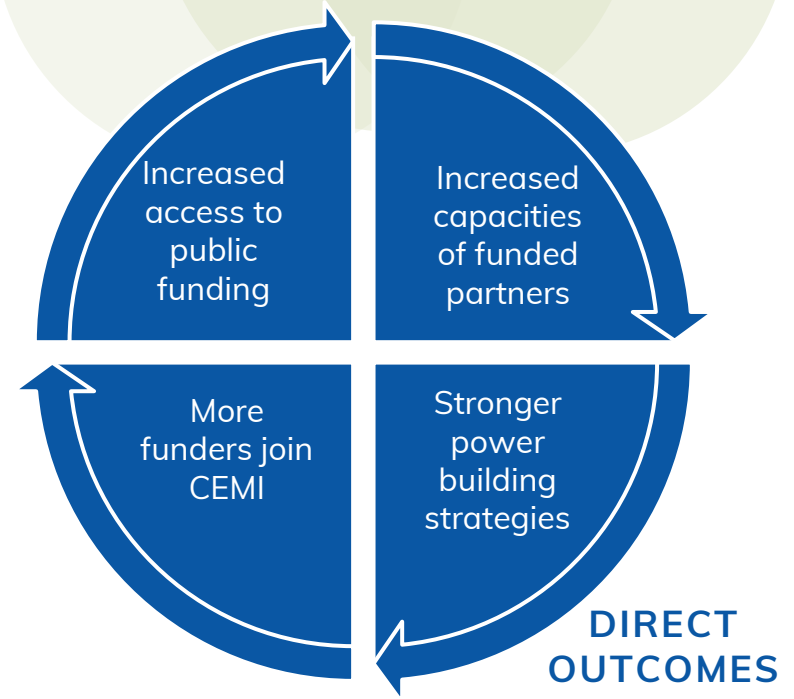 Increased
access to
public
funding
Increased
capacities
of funded
partners
More
funders join
CEMI
Stronger
power
building
strategies
DIRECT
OUTCOMES